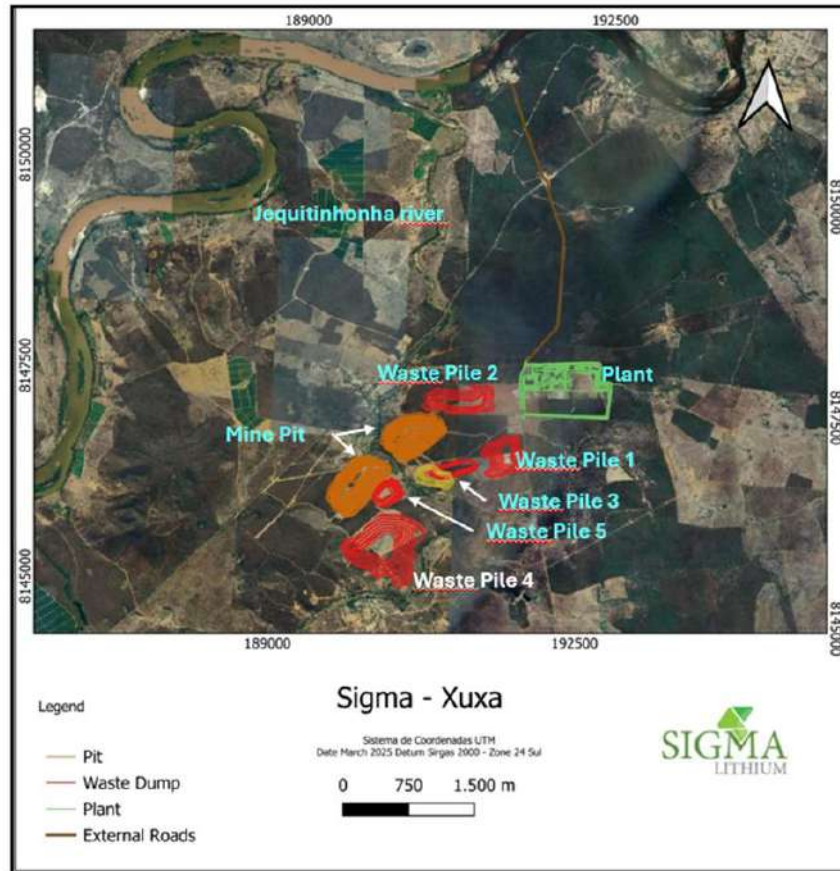 189000
192500
8150000
8150000
Jequitinhonha river
8147500
Waste Pile 2
Plant
8147500
Mine Pit
Waste Pile 1
Waste Pile 3
Waste Pile 5
8145000
Waste Pile 4
8145000
189000
192500
Legend
Pit
Waste Dump
Plant
External Roads
Sigma - Xuxa
Sistema de Coordenadas UTM
Date March 2025 Datum Sirgas 2000 - Zone 24 Sul
0 750 1.500 m
SIGMA
LITHIUM